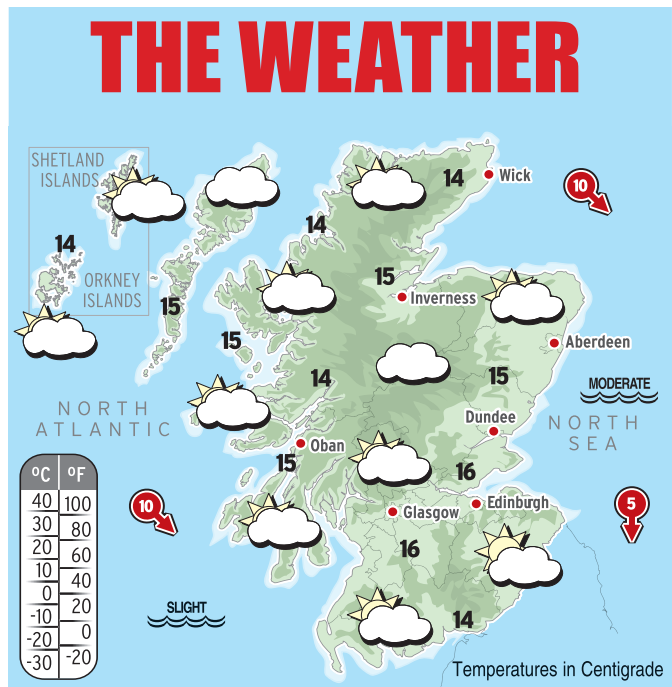 THE WEATHER
SHETLAND
ISLANDS
14
Wick
10
14
14
ORKNEY
ISLANDS
15
15
Inverness
15
Aberdeen
14
15
MODERATE
NORTH
ATLANTIC
Dundee
NORTH
SEA
Oban
15
16
°C °F
40 100
30 80
20 60
10 40
0 20
-10 0
-20 -20
-30
10
Glasgow
Edinburgh
5
16
SLIGHT
14
Temperatures in Centigrade